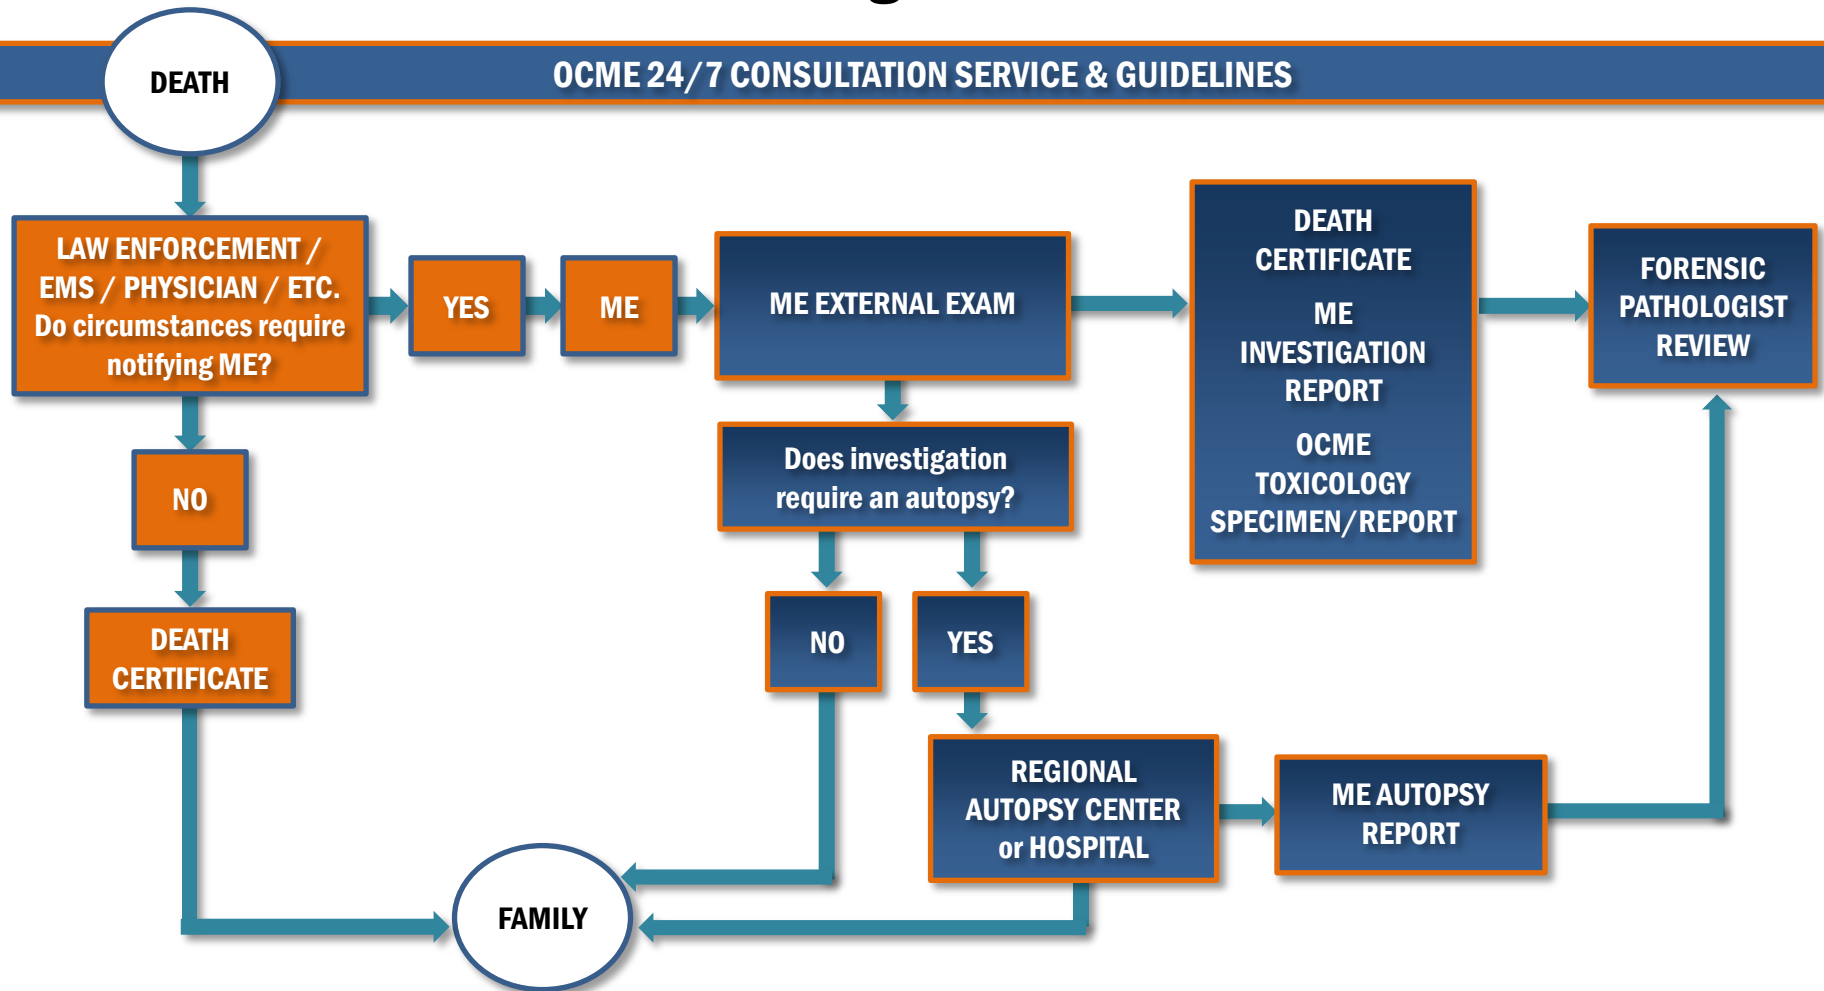 DEATH
OCME 24/7 CONSULTATION SERVICE & GUIDELINES
LAW ENFORCEMENT /
EMS / PHYSICIAN / ETC.
Do circumstances require
notifying ME?
YES
ME
ME EXTERNAL EXAM
DEATH
CERTIFICATE
ME
INVESTIGATION
REPORT
OCME
TOXICOLOGY
SPECIMEN/REPORT
FORENSIC
PATHOLOGIST
REVIEW
NO
DEATH
CERTIFICATE
Does investigation
require an autopsy?
NO
YES
REGIONAL
AUTOPSY CENTER
or HOSPITAL
ME AUTOPSY
REPORT
FAMILY